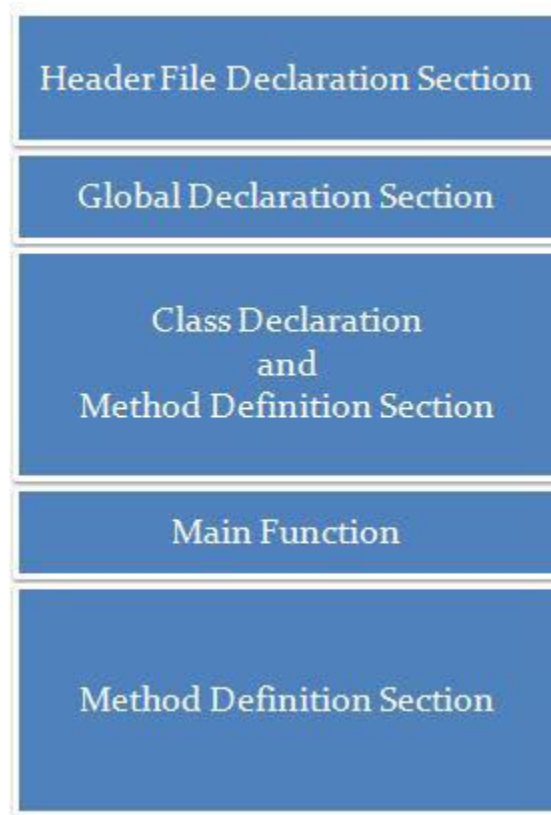 Header File Declaration Section
Global Declaration Section
Class Declaration
and
Method Definition Section
Main Function
Method Definition Section